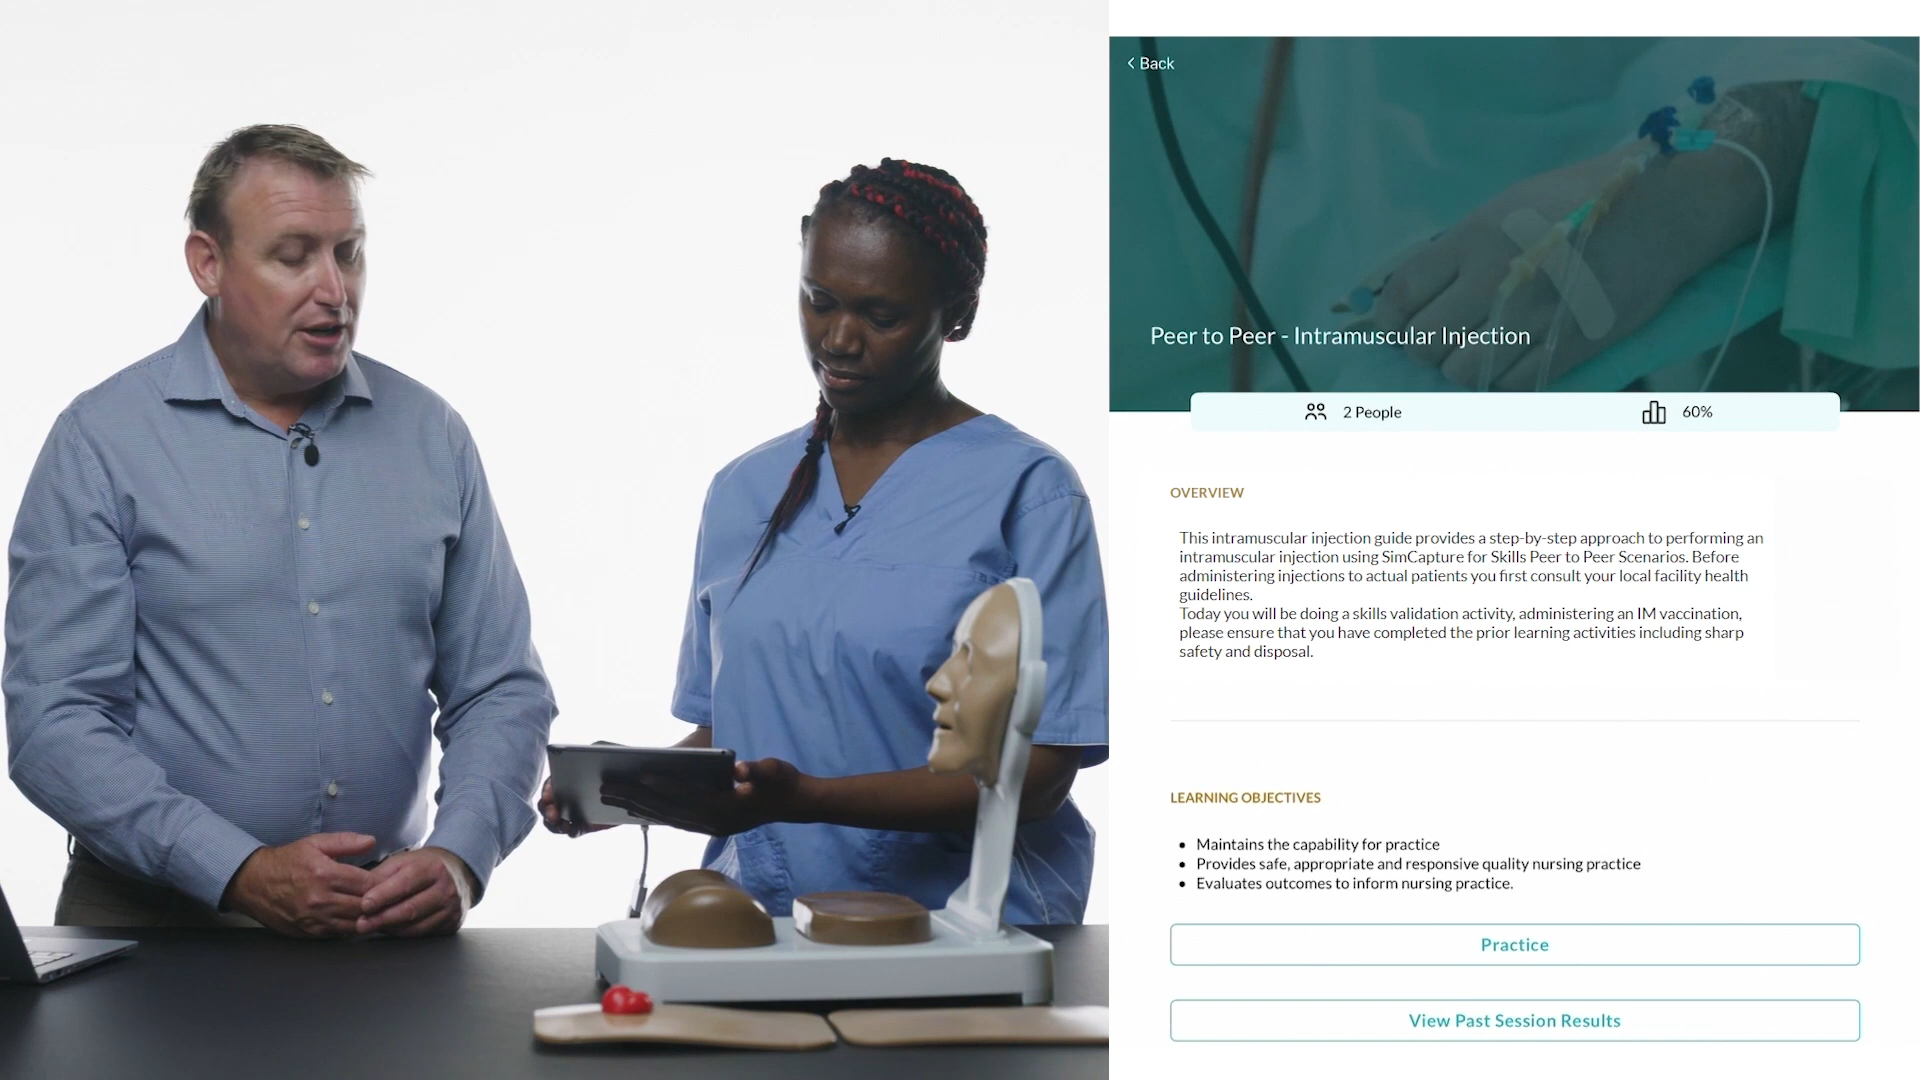 Back
Peer to Peer - Intramuscular Injection
2 People
60%
OVERVIEW
This intramuscular injection guide provides a step-by-step approach to performing an
intramuscular injection using SimCapture for Skills Peer to Peer Scenarios. Before
administering injections to actual patients you first consult your local facility health
guidelines.
Today you will be doing a skills validation activity, administering an IM vaccination,
please ensure that you have completed the prior learning activities including sharp
safety and disposal.
LEARNING OBJECTIVES
• Maintains the capability for practice
• Provides safe, appropriate and responsive quality nursing practice
• Evaluates outcomes to inform nursing practice.
Practice
View Past Session Results